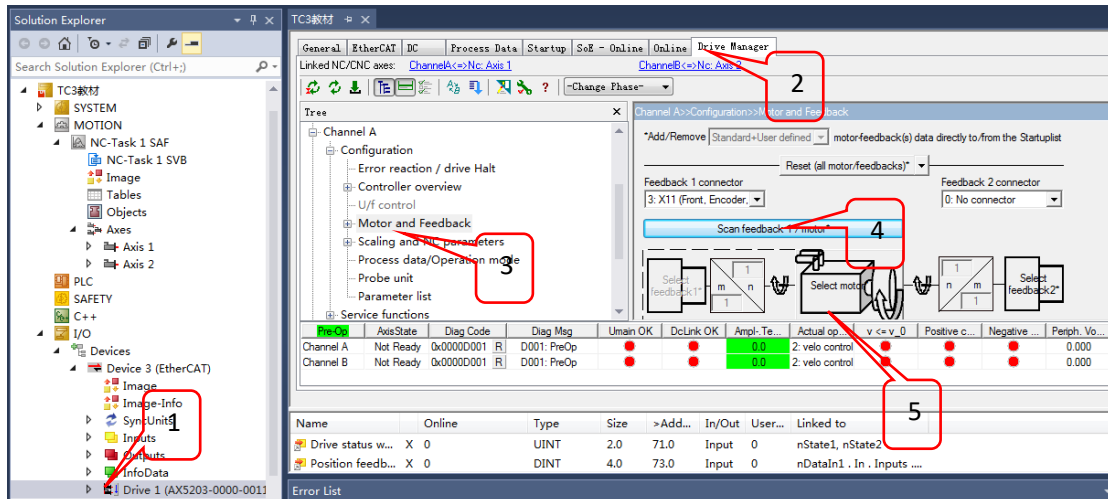 Solution Explorer
TC3教材
Search Solution Explorer (Ctrl+;)
TC3教材
SYSTEM
MOTION
NC-Task 1 SAF
NC-Task 1 SVB
Image
Tables
Objects
Axes
Axis 1
Axis 2
PLC
SAFETY
C++
I/O
Devices
Device 3 (EtherCAT)
Image
Image-Info
SyncUnits
Inputs
Outputs
InfoData
Drive 1 (AX5203-0000-0011
1
General EtherCAT DC Process Data Startup SoE - Online Online Drive Manager
Linked NC/CNC axes: ChannelA<=>Nc: Axis 1 ChannelB<=>Nc: Axis 2
2
-Change Phase-
Tree
Channel A
Configuration
Error reaction / drive Halt
Controller overview
U/f control
Motor and Feedback
Scaling and NC parameters
Process data/Operation mode
Probe unit
Parameter list
Service functions
3
Channel A>>Configuration>>Motor and Feedback
*Add/Remove Standard+User defined motor-feedback(s) data directly to/from the Startuplist
Reset (all motor/feedbacks)*
Feedback 1 connector Feedback 2 connector
3: X11 (Front, Encoder, 0: No connector
Scan feedback 1 / motor*
4
Select feedback1*
1
m n
1
Select motor
1
n m
1
Select feedback2*
Pre-Op AxisState Diag Code Diag Msg Umain OK DcLink OK Ampl-.Te... Actual op... v <= v_0 Positive c... Negative ... Periph. Vo...
Channel A Not Ready 0x0000D001 R D001: PreOp 0.0 2: velo control 0.000
Channel B Not Ready 0x0000D001 R D001: PreOp 0.0 2: velo control 0.000
5
Name Online Type Size >Add... In/Out User... Linked to
Drive status w... X 0 UINT 2.0 71.0 Input 0 nState1, nState2
Position feedb... X 0 DINT 4.0 73.0 Input 0 nDataIn1 . In . Inputs ....
Error List